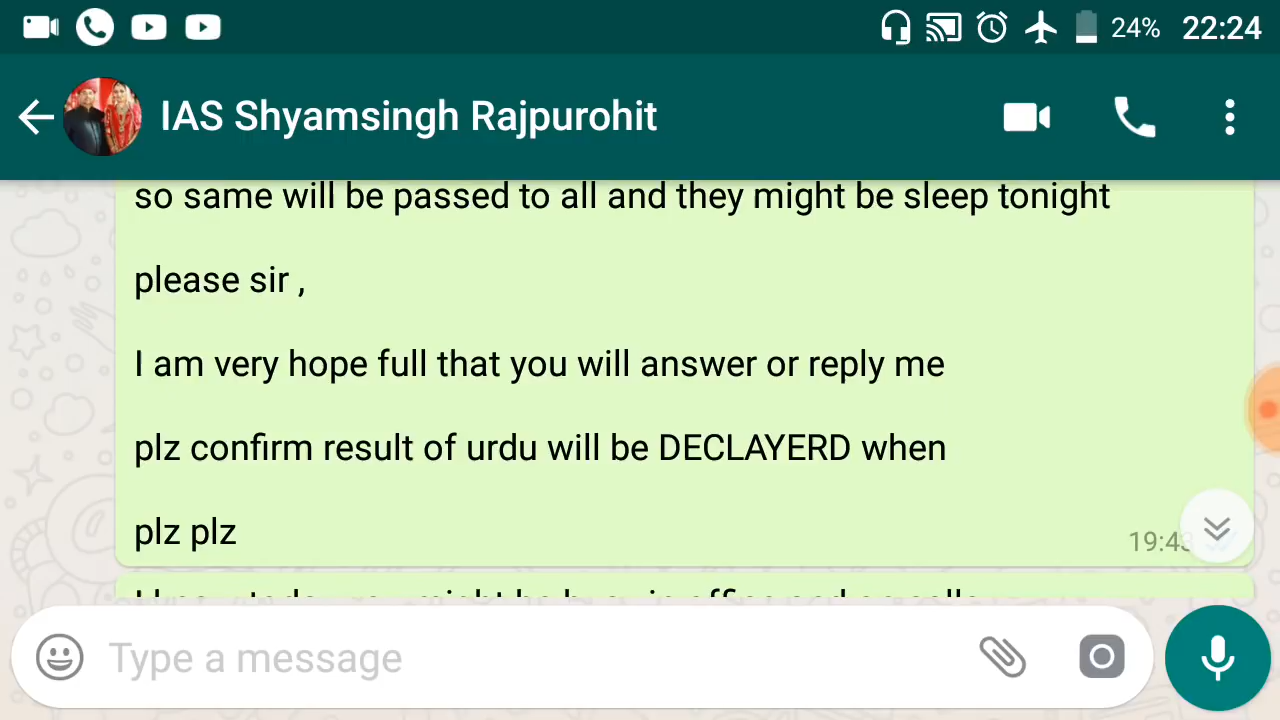 24% 22:24
IAS Shyamsingh Rajpurohit
so same will be passed to all and they might be sleep tonight
please sir ,
I am very hope full that you will answer or reply me
plz confirm result of urdu will be DECLAYERD when
plz plz
19:43
Type a message